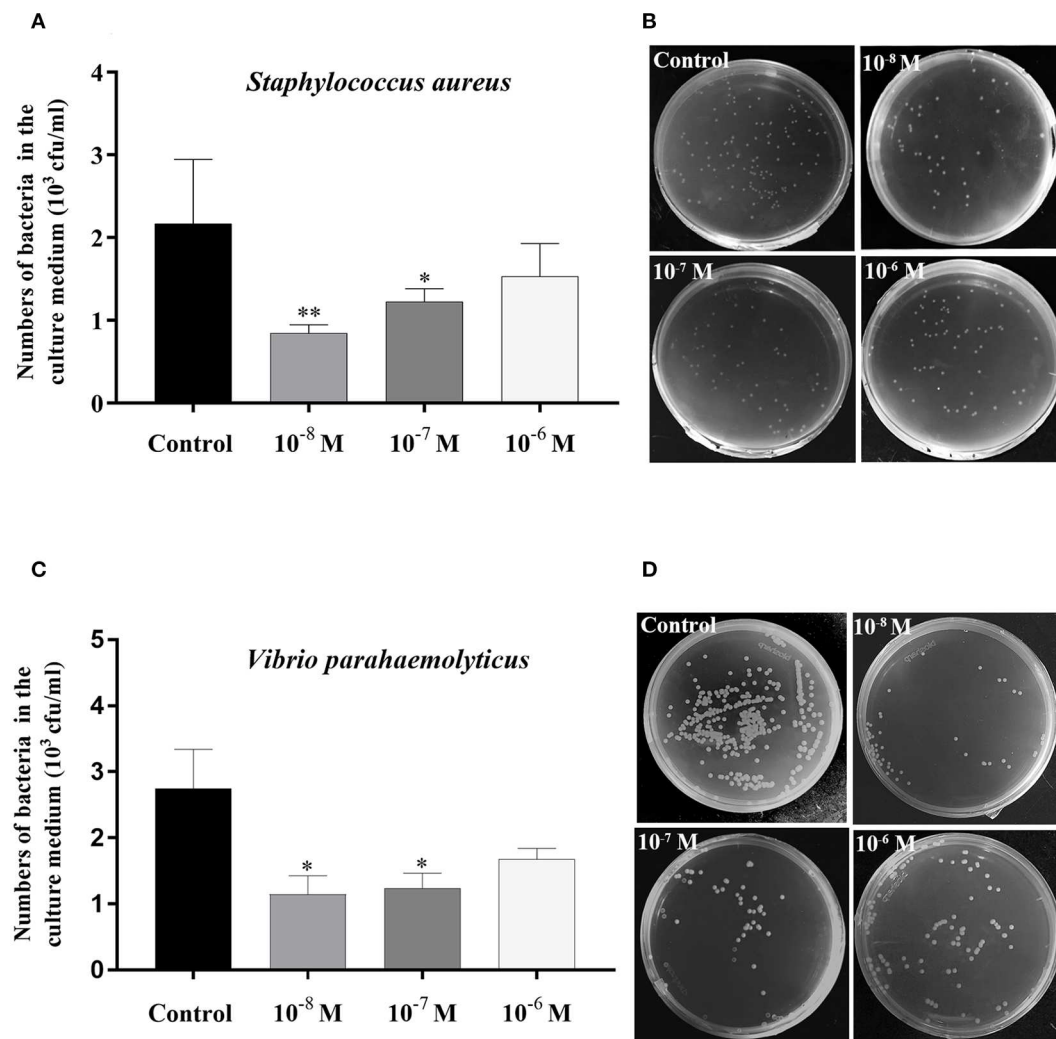 A
Staphylococcus aureus
Numbers of bacteria in the
culture medium (10³ cfu/ml)
4
3
2
1
0
**
*
Control
10⁻⁸ M
10⁻⁷ M
10⁻⁶ M
B
Control
10⁻⁸ M
10⁻⁷ M
10⁻⁶ M
C
Vibrio parahaemolyticus
Numbers of bacteria in the
culture medium (10³ cfu/ml)
5
4
3
2
1
0
*
*
Control
10⁻⁸ M
10⁻⁷ M
10⁻⁶ M
D
Control
10⁻⁸ M
10⁻⁷ M
10⁻⁶ M